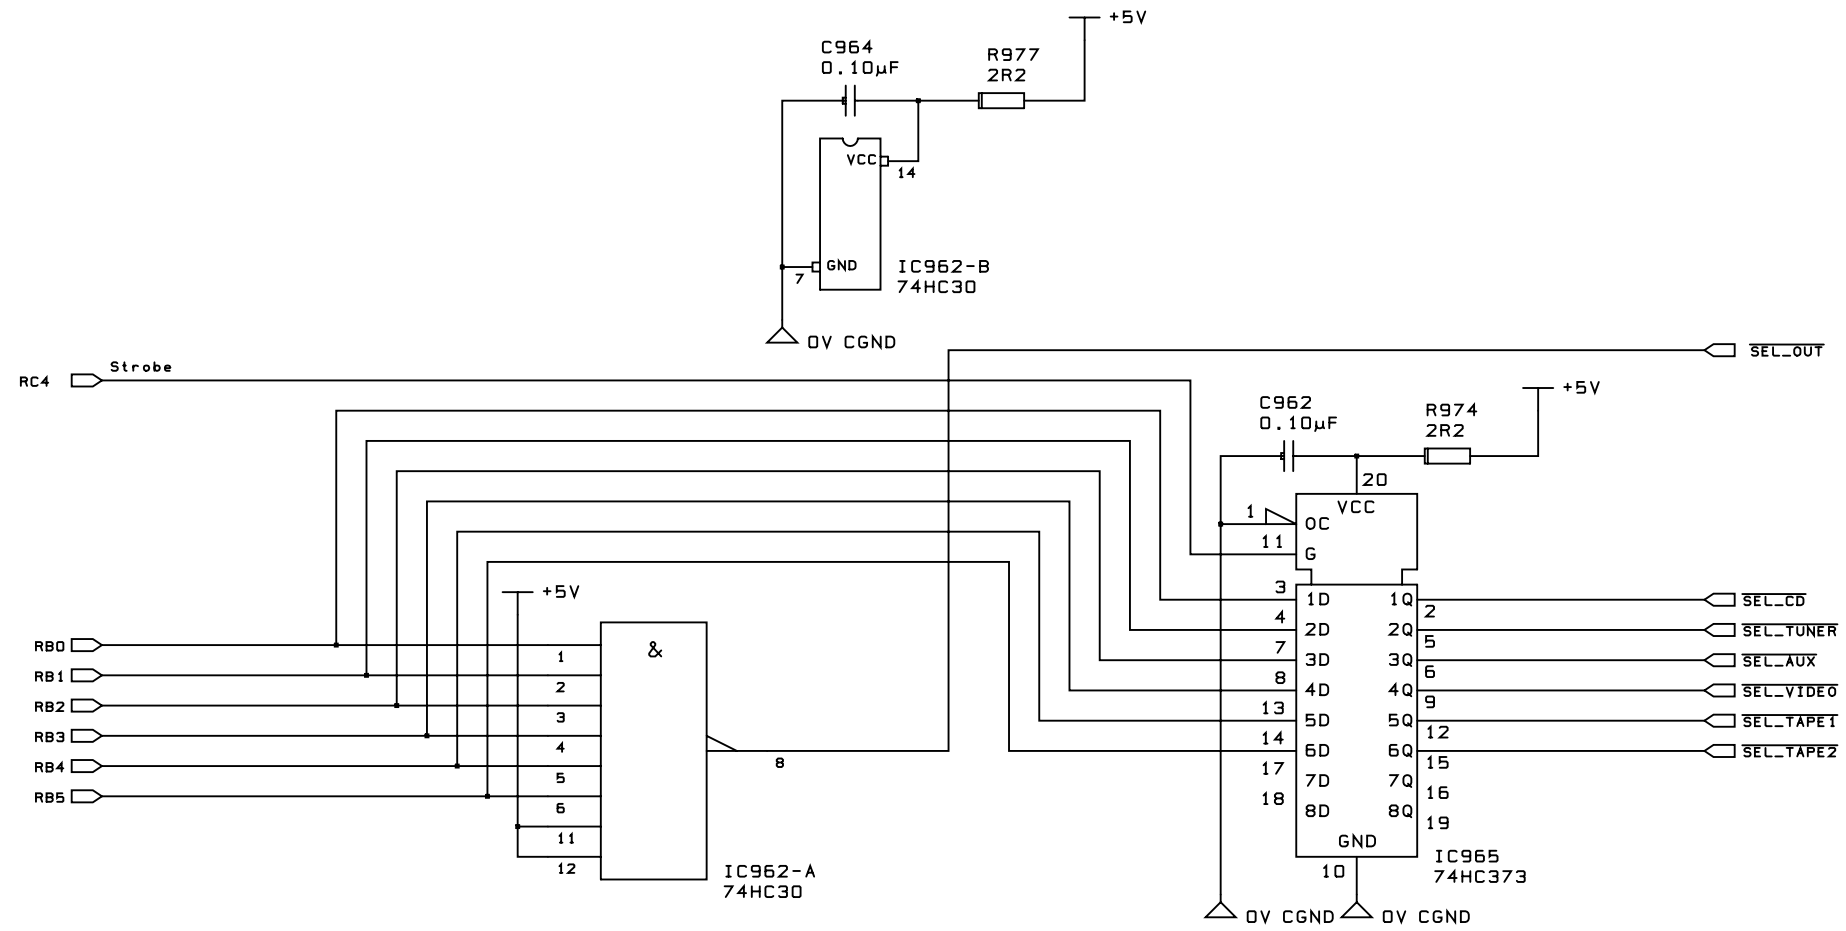 +5V
C964
0.10µF
R977
2R2
VCC
14
GND
7
IC962-B
74HC30
0V CGND
SEL_OUT
Strobe
RC4
+5V
C962
0.10µF
R974
2R2
20
VCC
1
OC
11
G
+5V
3
1D
1Q
2
SEL_CD
4
2D
2Q
5
SEL_TUNER
7
3D
3Q
6
SEL_AUX
8
4D
4Q
9
SEL_VIDEO
13
5D
5Q
12
SEL_TAPE1
14
6D
6Q
15
SEL_TAPE2
17
7D
7Q
16
18
8D
8Q
19
GND
10
IC965
74HC373
0V CGND
0V CGND
RB0
1
&
RB1
2
RB2
3
RB3
4
RB4
5
RB5
6
11
12
8
IC962-A
74HC30